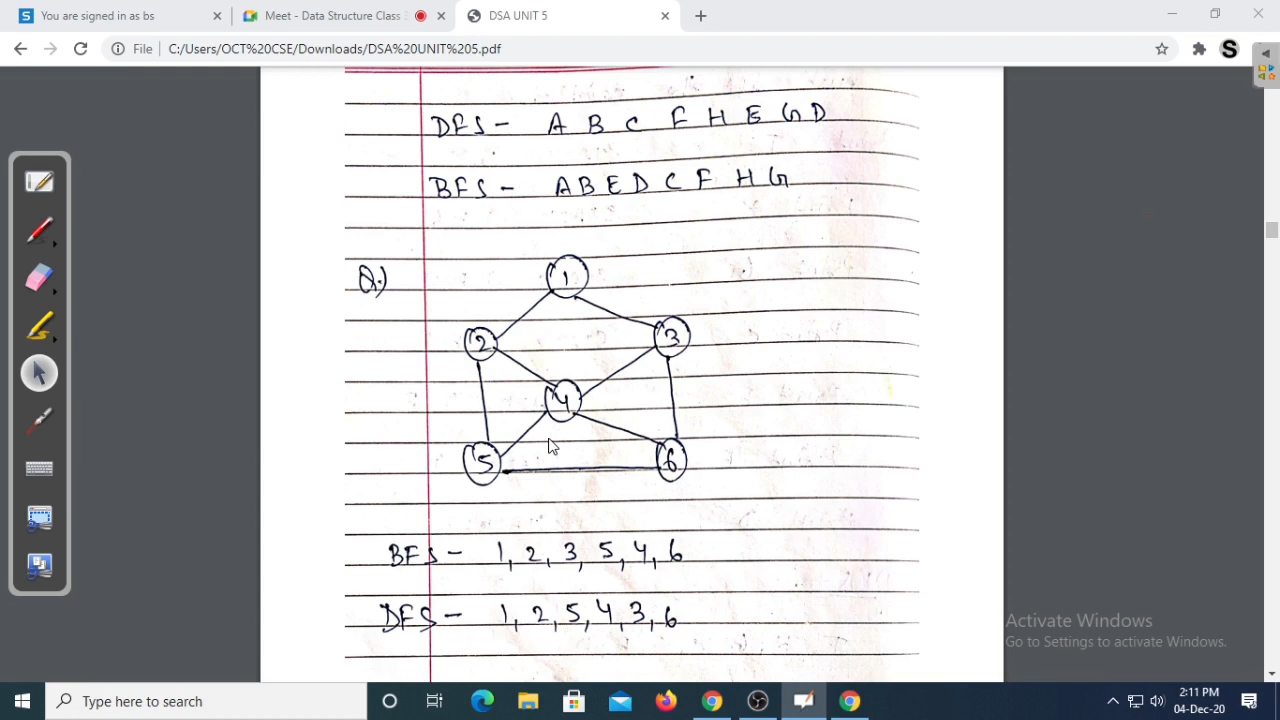 You are signed in as bs
Meet - Data Structure Class
DSA UNIT 5
File
C:/Users/OCT%20CSE/Downloads/DSA%20UNIT%205.pdf
S
DFS - A B C F H E G D
BFS - A B E D C F H G
Q.)
1
2 3
4
5 6
BFS - 1, 2, 3, 5, 4, 6
DFS - 1, 2, 5, 4, 3, 6
Activate Windows
Go to Settings to activate Windows.
Type here to search
2:11 PM
04-Dec-20